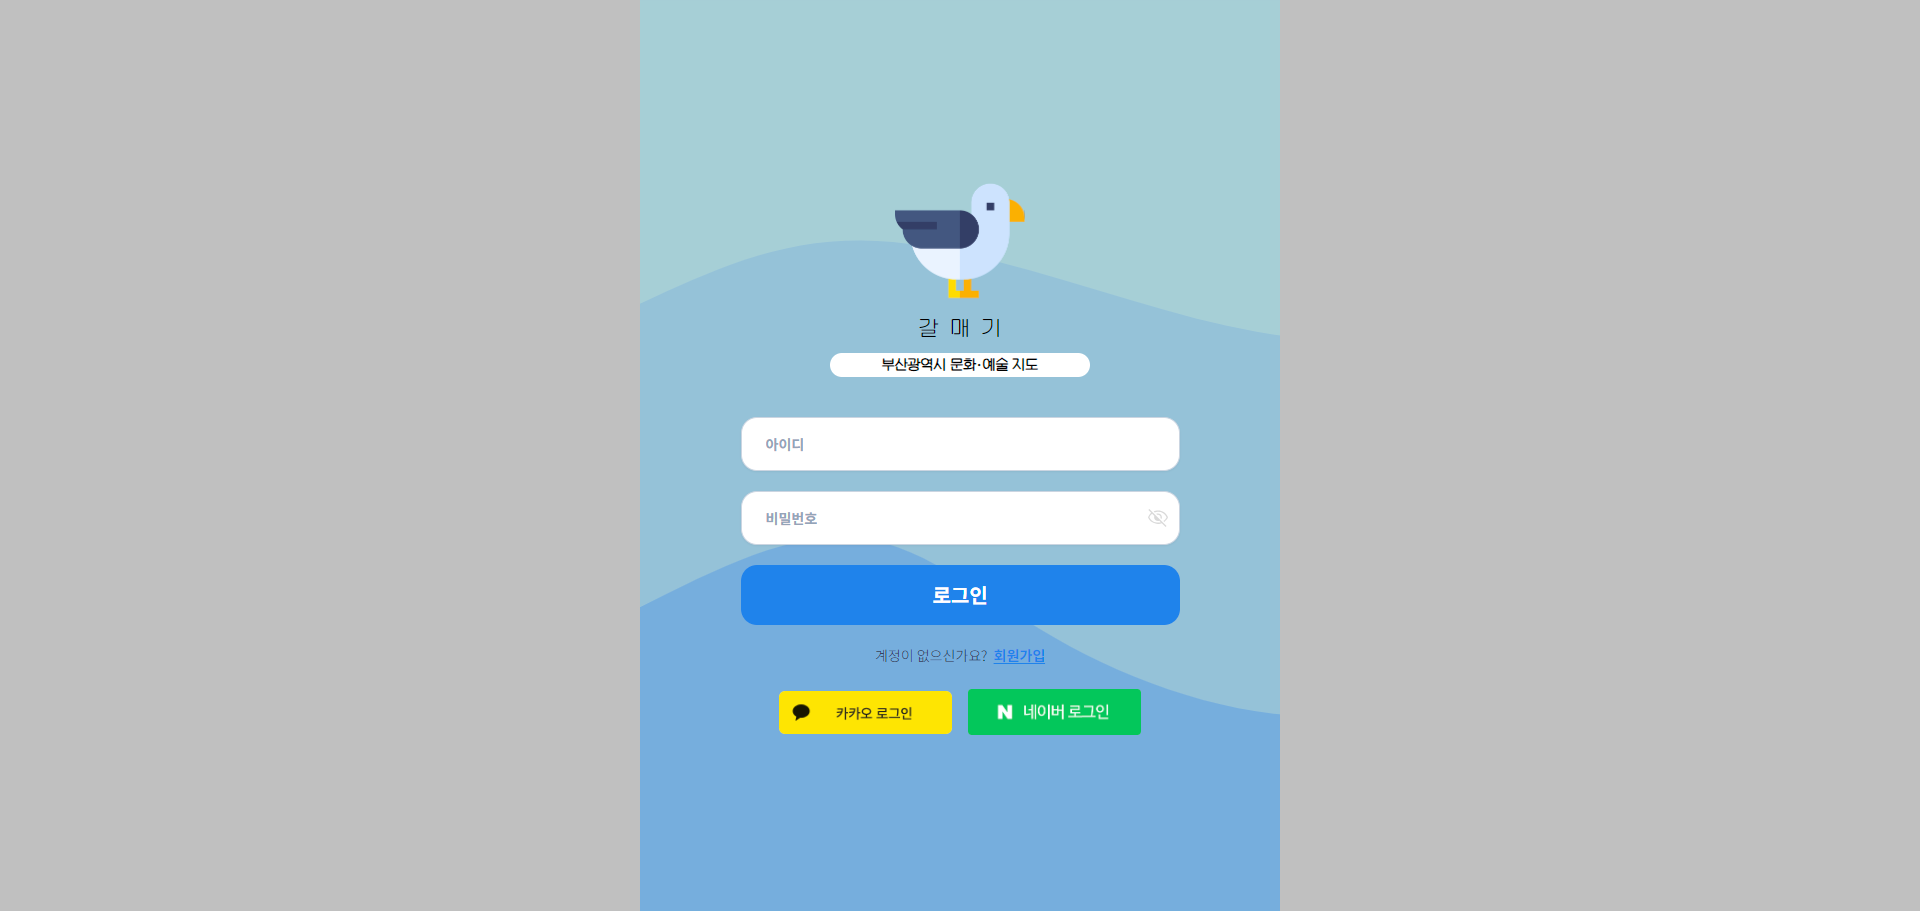 갈 매 기
부산광역시 문화·예술 지도
아이디
비밀번호
로그인
계정이 없으신가요? 회원가입
카카오 로그인
N 네이버 로그인